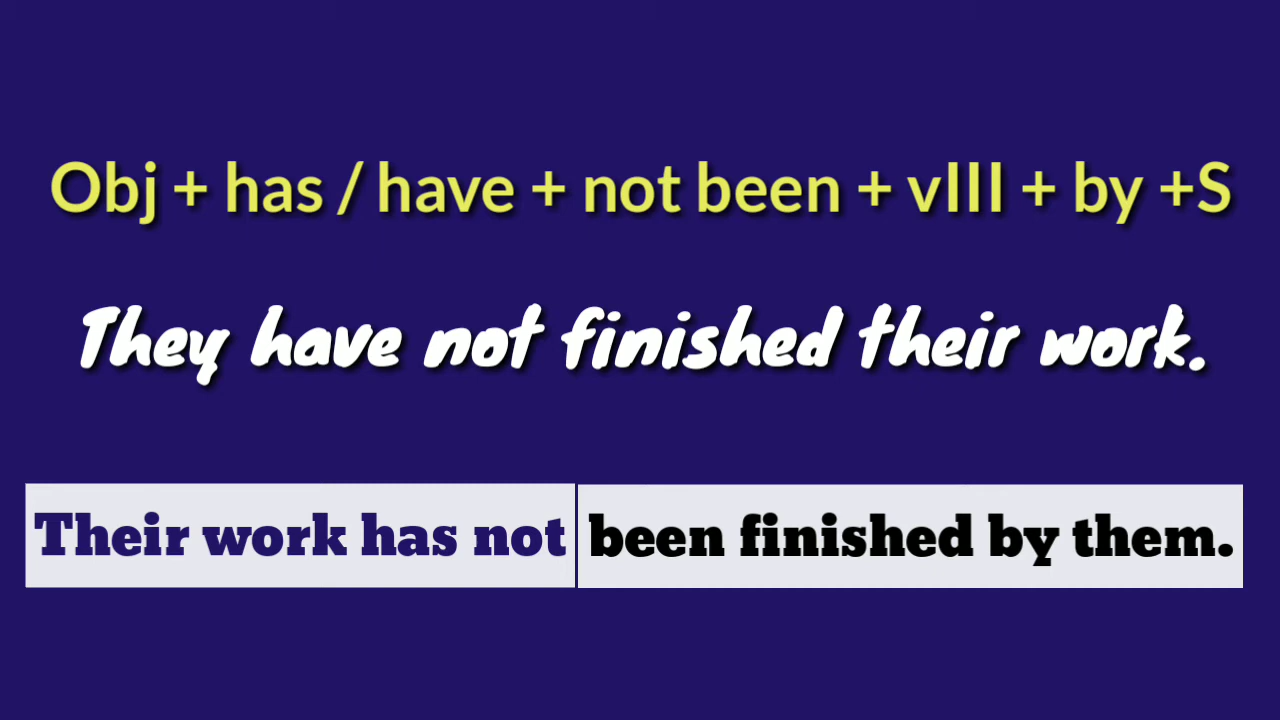 Obj + has / have + not been + vIII + by +S
They have not finished their work.
Their work has not been finished by them.